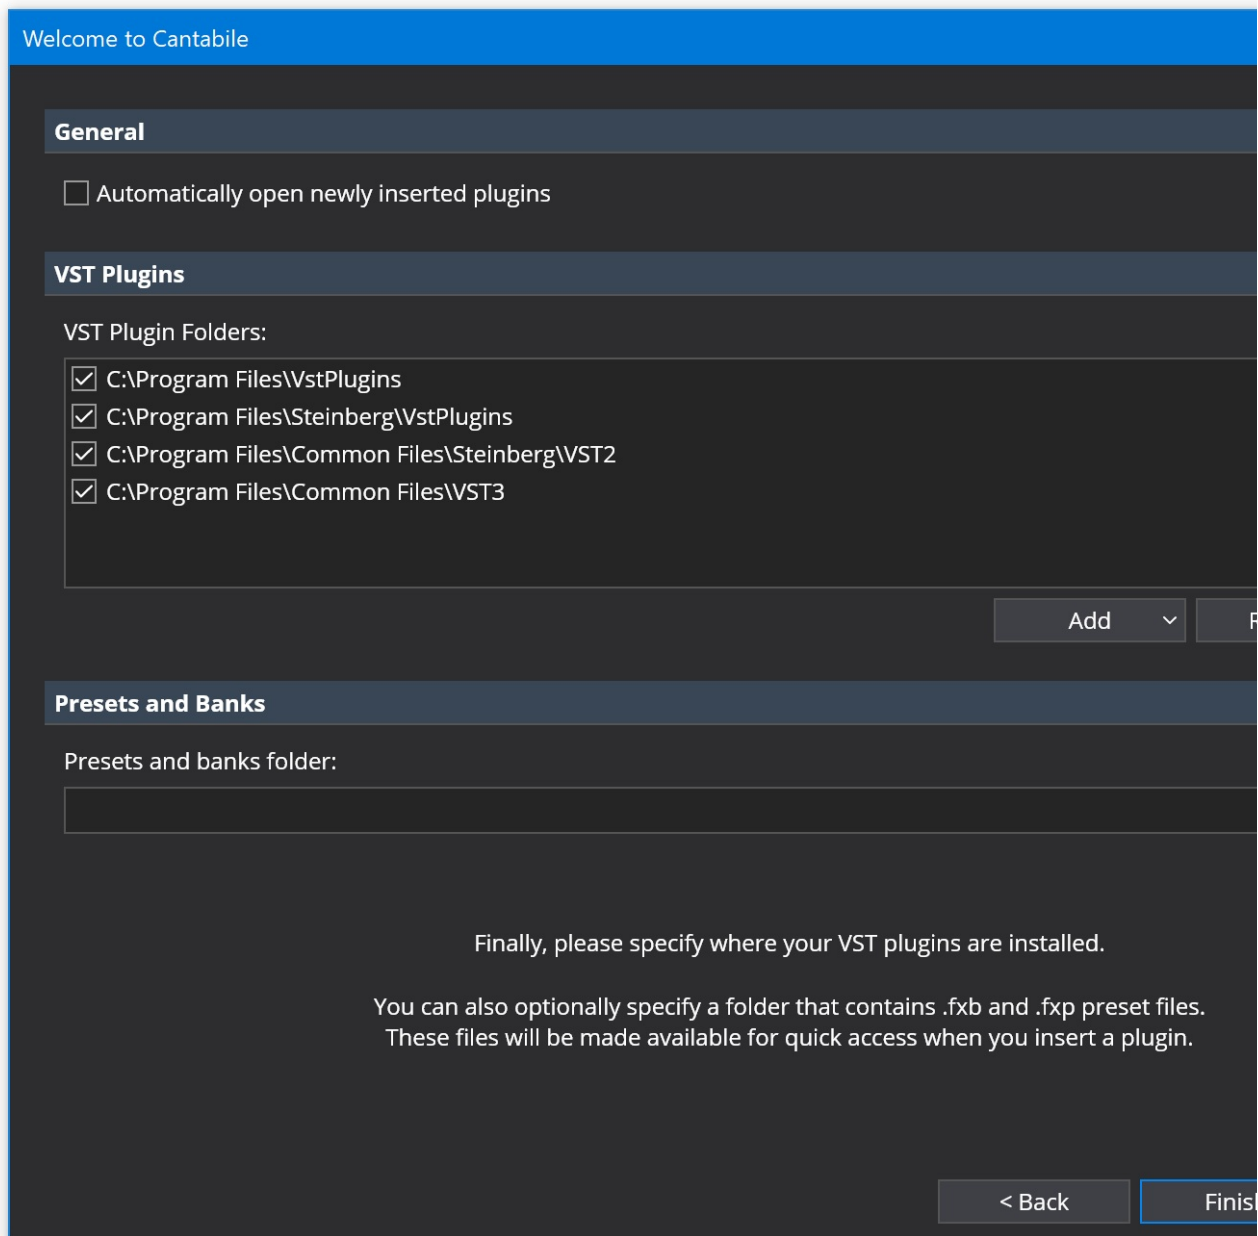 Welcome to Cantabile
General
Automatically open newly inserted plugins
VST Plugins
VST Plugin Folders:
C:\Program Files\VstPlugins
C:\Program Files\Steinberg\VstPlugins
C:\Program Files\Common Files\Steinberg\VST2
C:\Program Files\Common Files\VST3
Add
Presets and Banks
Presets and banks folder:
Finally, please specify where your VST plugins are installed.
You can also optionally specify a folder that contains .fxb and .fxp preset files.
These files will be made available for quick access when you insert a plugin.
< Back